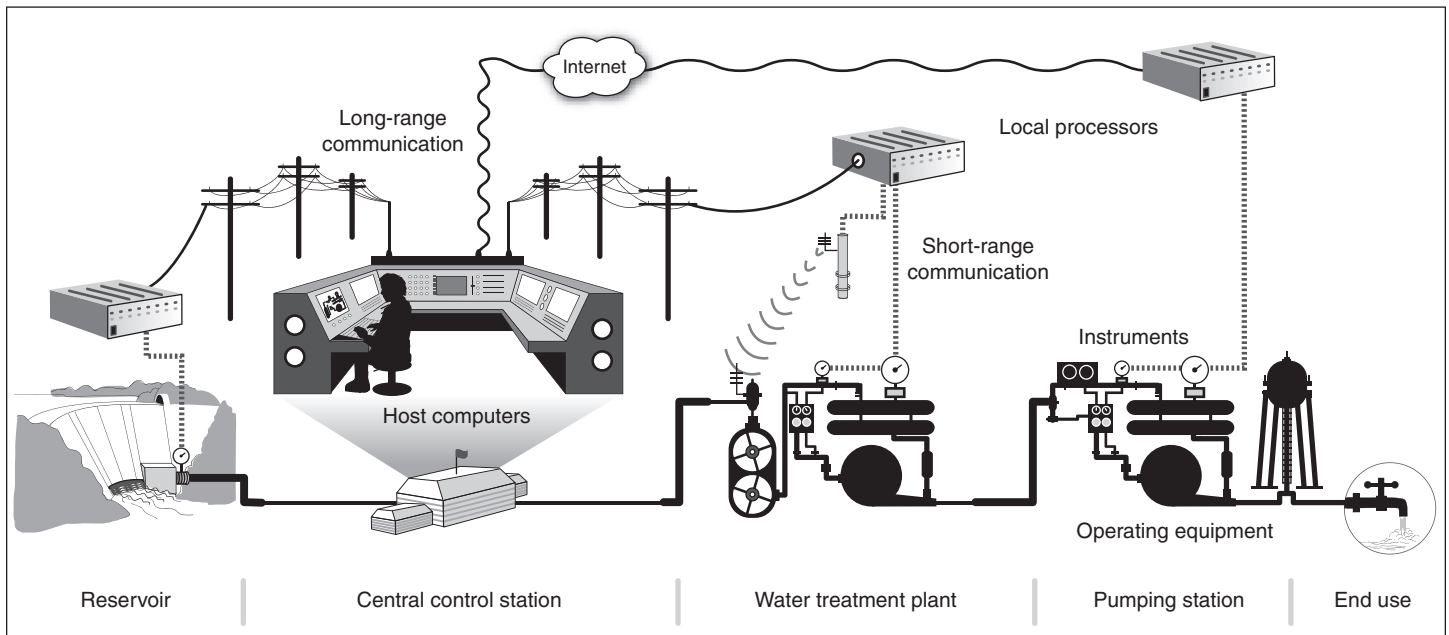 Internet
Long-range
communication
Local processors
Short-range
communication
Instruments
Host computers
Operating equipment
Reservoir
Central control station
Water treatment plant
Pumping station
End use